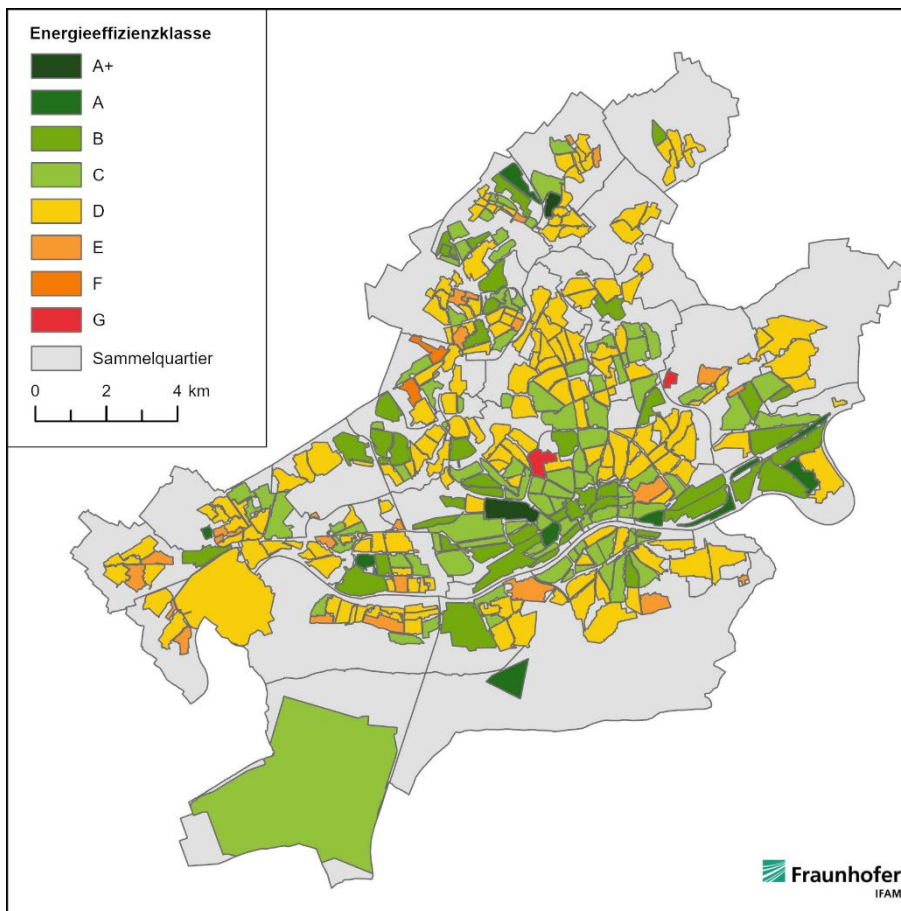 Energieeffizienzklasse
A+
A
B
C
D
E
F
G
Sammelquartier
0 2 4 km
Fraunhofer
IFAM